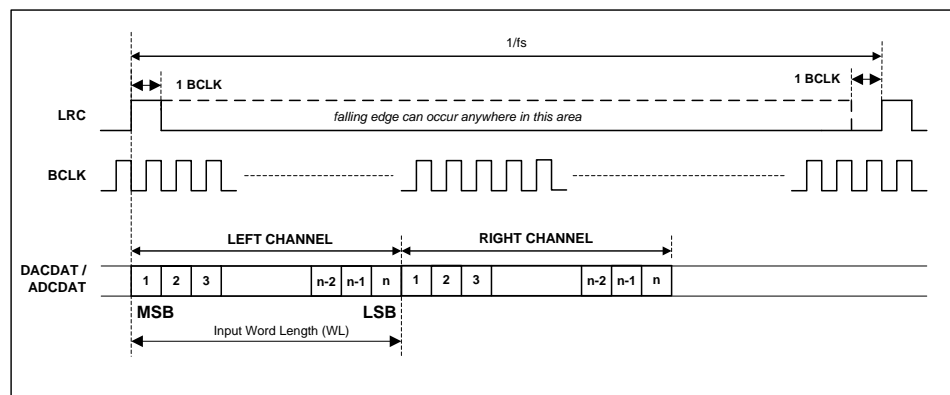 1/fs
1 BCLK
1 BCLK
LRC
falling edge can occur anywhere in this area
BCLK
LEFT CHANNEL
RIGHT CHANNEL
DACDAT /
ADCDAT
1 2 3 n-2 n-1 n 1 2 3 n-2 n-1 n
MSB LSB
Input Word Length (WL)